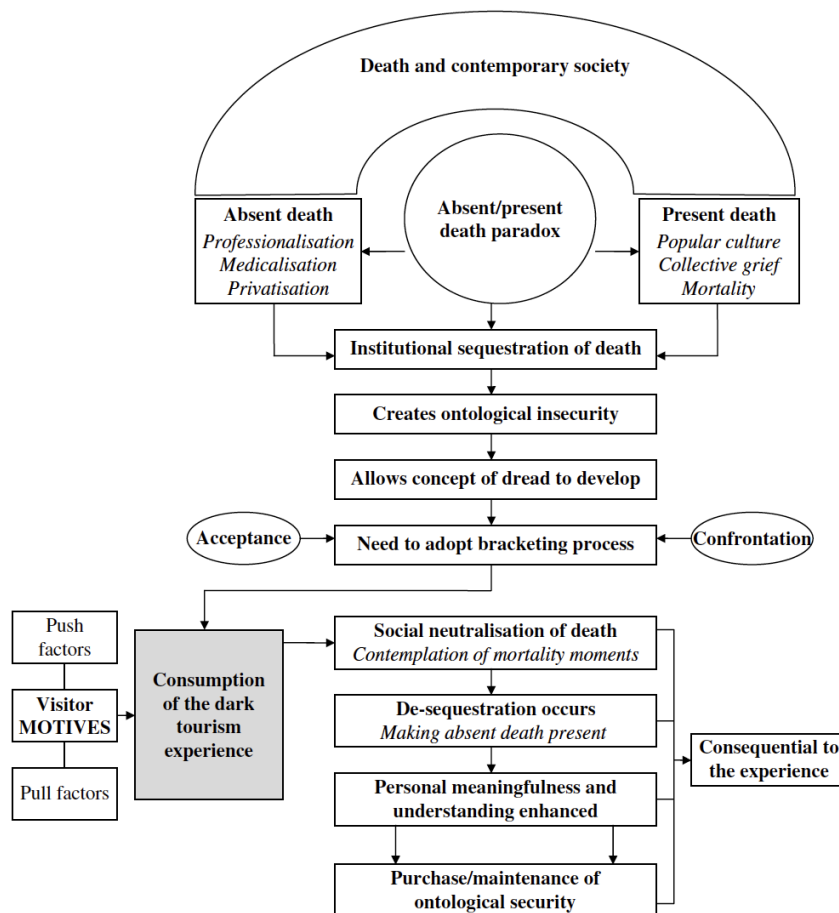 Death and contemporary society
Absent death
Professionalisation
Medicalisation
Privatisation
Absent/present
death paradox
Present death
Popular culture
Collective grief
Mortality
Institutional sequestration of death
Creates ontological insecurity
Allows concept of dread to develop
Acceptance
Need to adopt bracketing process
Confrontation
Push
factors
Visitor
MOTIVES
Pull factors
Consumption
of the dark
tourism
experience
Social neutralisation of death
Contemplation of mortality moments
De-sequestration occurs
Making absent death present
Personal meaningfulness and
understanding enhanced
Purchase/maintenance of
ontological security
Consequential to
the experience